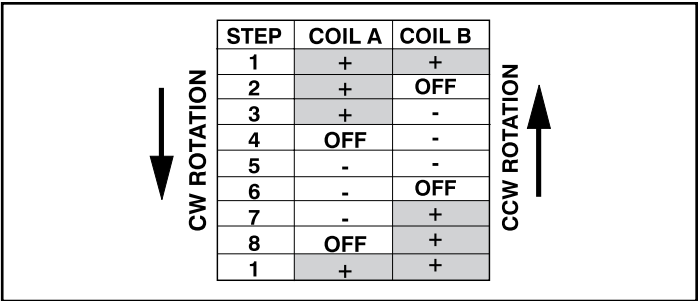 STEP COIL A COIL B
1 + +
2 + OFF
3 + -
4 OFF -
5 - -
6 - OFF
7 - +
8 OFF +
1 + +
CW ROTATION
CCW ROTATION